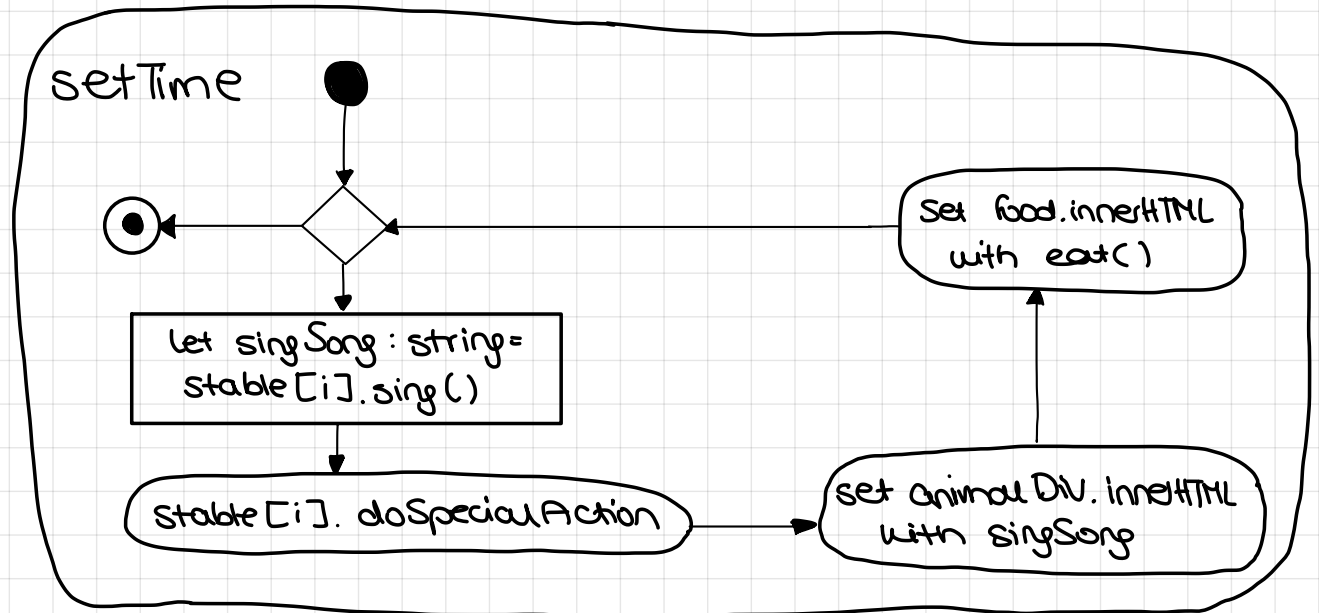 setTime
set food.innerHTML
with eat()
let singSong : string =
stable[i].sing()
stable[i]. doSpecialAction
set animalDiv.innerHTML
with singSong